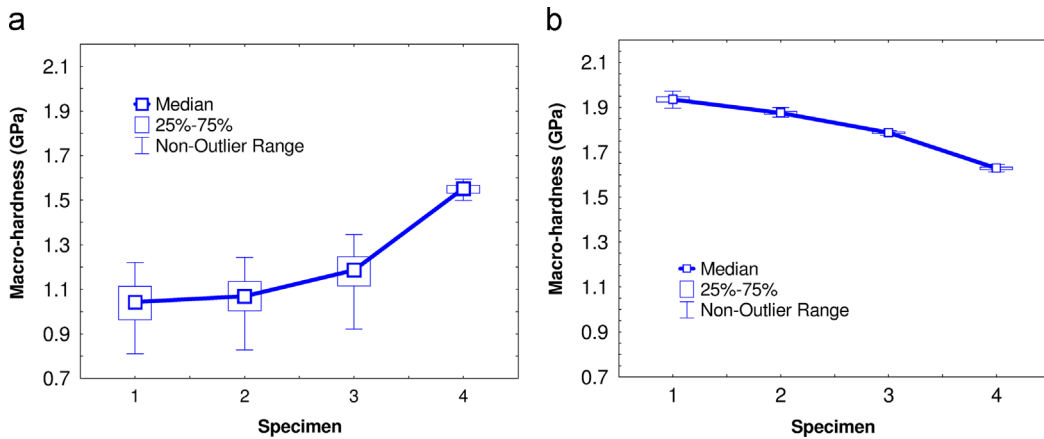 a
Macro-hardness (GPa)
2.1
1.9
1.7
1.5
1.3
1.1
0.9
0.7
Median
25%-75%
Non-Outlier Range
1 2 3 4
Specimen
b
Macro-hardness (GPa)
2.1
1.9
1.7
1.5
1.3
1.1
0.9
0.7
Median
25%-75%
Non-Outlier Range
1 2 3 4
Specimen